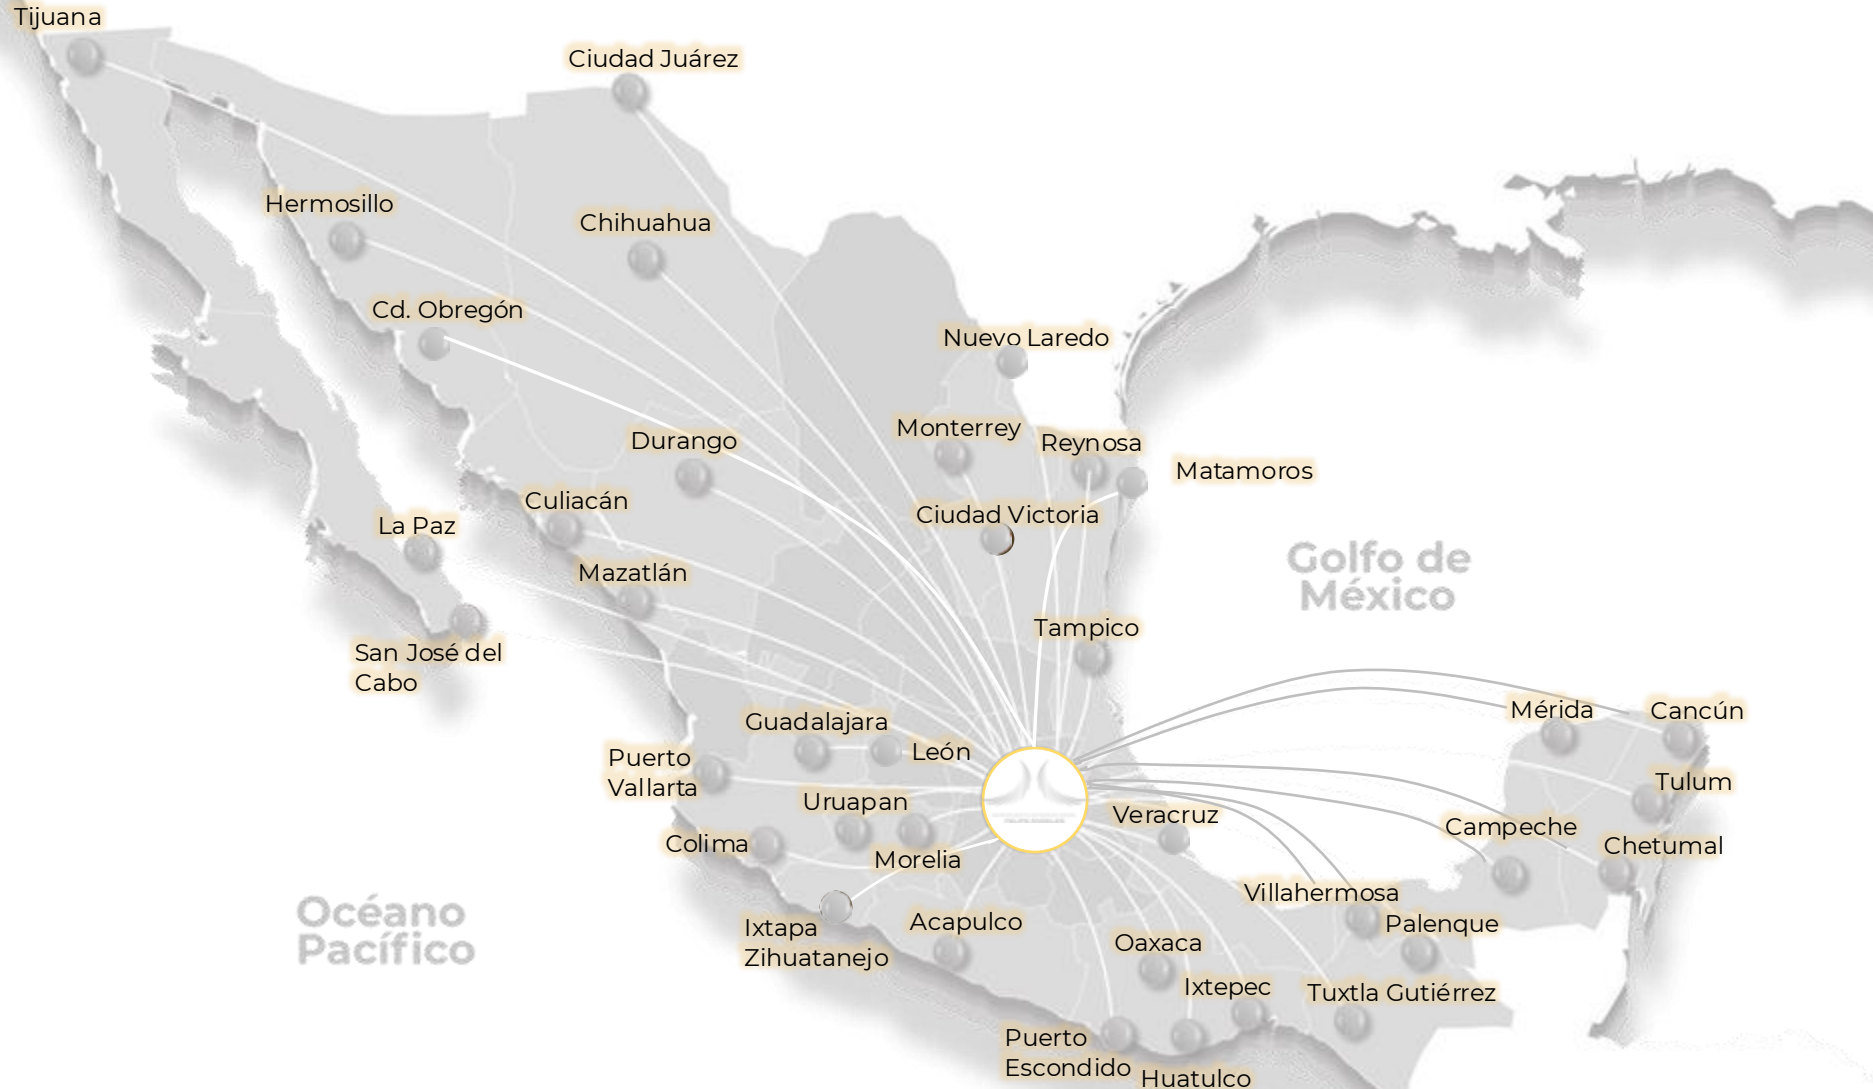 Tijuana
Ciudad Juárez
Hermosillo
Chihuahua
Cd. Obregón
Nuevo Laredo
Monterrey
Reynosa
Durango
Matamoros
Culiacán
Ciudad Victoria
La Paz
Golfo de
México
Mazatlán
Tampico
San José del
Cabo
Mérida
Cancún
Guadalajara
León
Puerto
Vallarta
Tulum
Uruapan
Veracruz
Campeche
Colima
Morelia
Chetumal
Villahermosa
Océano
Pacífico
Ixtapa
Zihuatanejo
Acapulco
Palenque
Oaxaca
Ixtepec
Tuxtla Gutiérrez
Puerto
Escondido
Huatulco